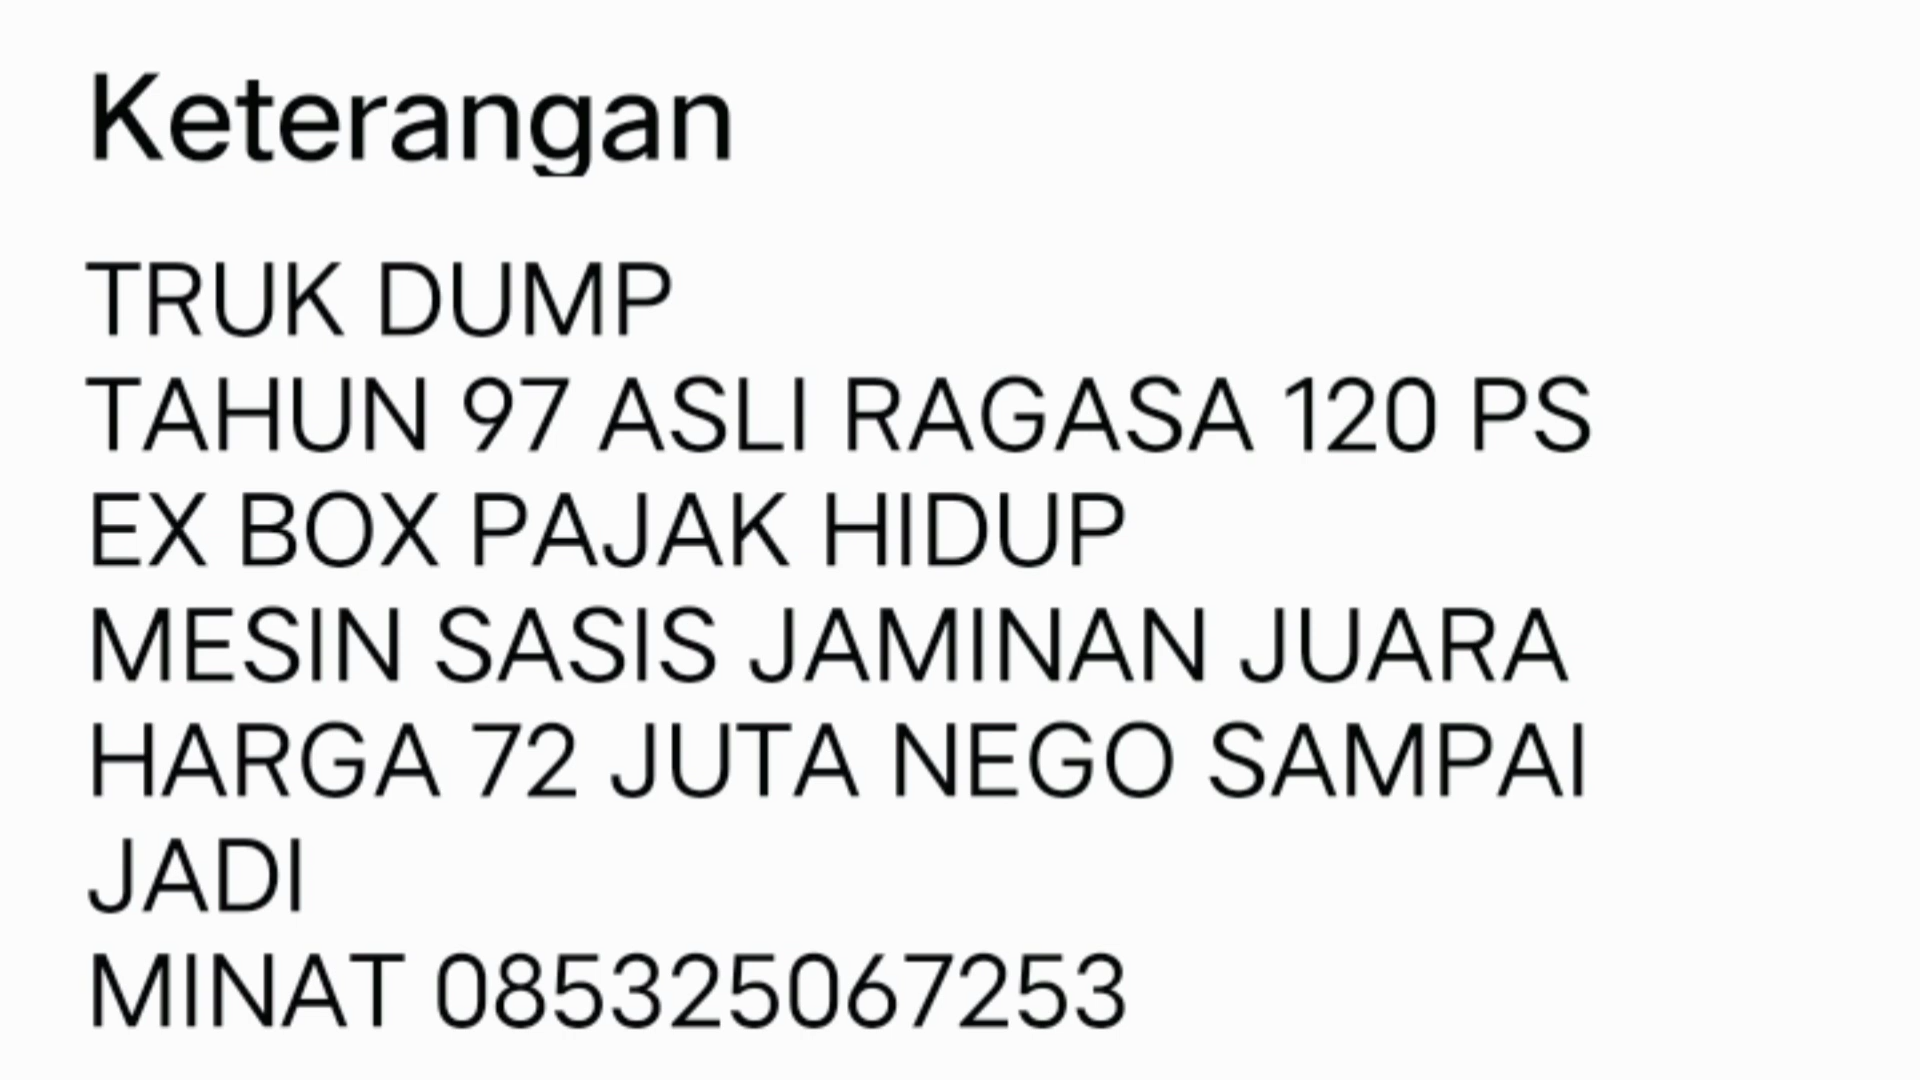 Keterangan
TRUK DUMP
TAHUN 97 ASLI RAGASA 120 PS
EX BOX PAJAK HIDUP
MESIN SASIS JAMINAN JUARA
HARGA 72 JUTA NEGO SAMPAI
JADI
MINAT 085325067253